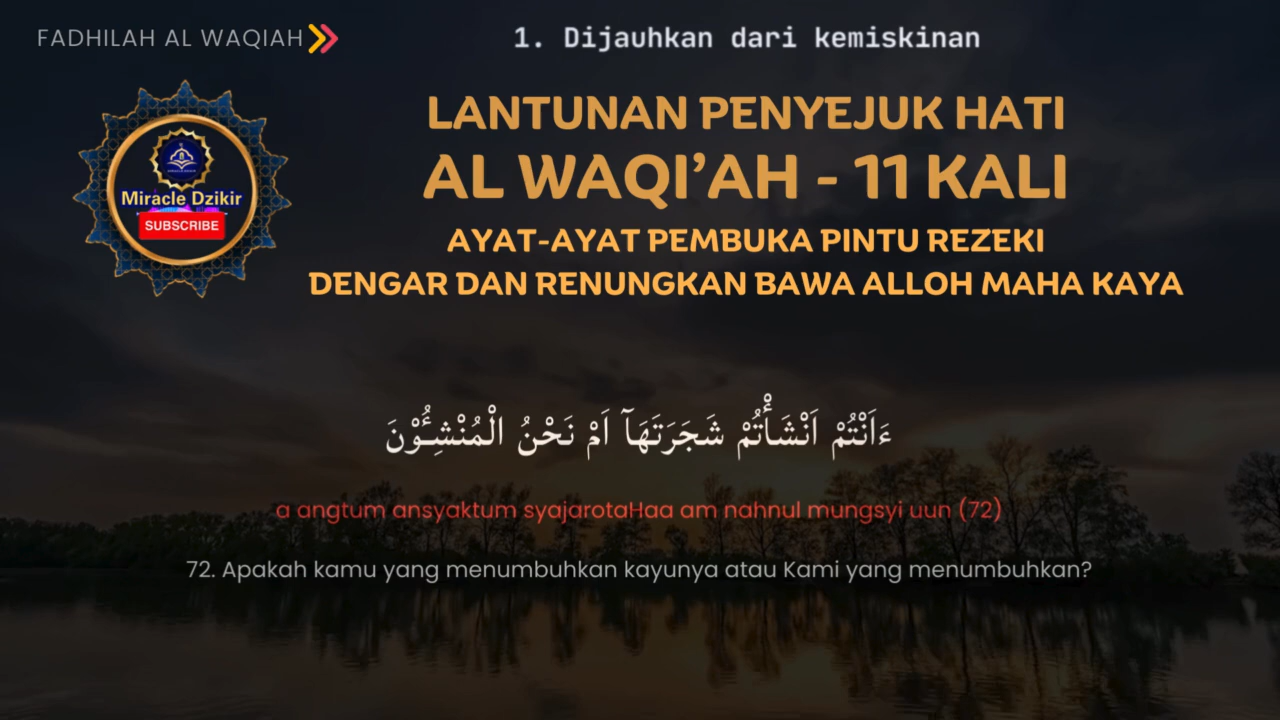 FADHILAH AL WAQIAH
1. Dijauhkan dari kemiskinan
LANTUNAN PENYEJUK HATI
AL WAQI’AH - 11 KALI
AYAT-AYAT PEMBUKA PINTU REZEKI
DENGAR DAN RENUNGKAN BAWA ALLOH MAHA KAYA
Miracle Dzikir
SUBSCRIBE
ءَاَنْتُمْ اَنْشَأْتُمْ شَجَرَتَهَآ اَمْ نَحْنُ الْمُنْشِـُٔوْنَ
a angtum ansyaktum syajarotaHaa am nahnul mungsyi uun (72)
72. Apakah kamu yang menumbuhkan kayunya atau Kami yang menumbuhkan?